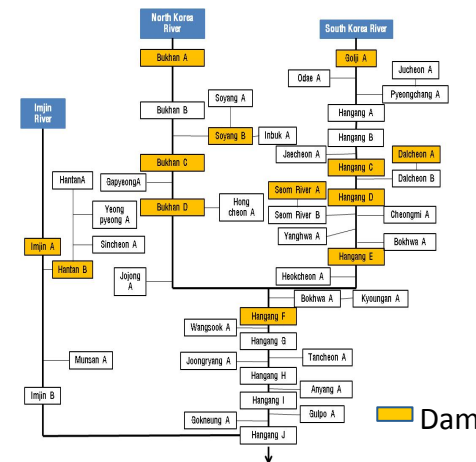 North Korea
River
South Korea River
Bukhan A
Golji A
Jucheon A
Odae A
Pyeongchang A
Soyang A
Imjin
River
Bukhan B
Hangang A
Soyang B
Inbuk A
Hangang B
Jaecheon A
Dalcheon A
HantanA
Bukhan C
Hangang C
GapyeongA
Dalcheon B
Seom River A
Hangang D
Yeong
pyeong A
Bukhan D
Hong
cheon A
Seom River B
Cheongmi A
Yanghwa A
Sincheon A
Bokhwa A
Imjin A
Hangang E
Hantan B
Heokcheon A
Jojong
A
Bokhwa A
Kyoungan A
Hangang F
Wangsook A
Hangang G
Joongryang A
Tancheon A
Munsan A
Hangang H
Anyang A
Imjin B
Hangang I
Gulpo A
Gokneung A
Dam
Hangang J